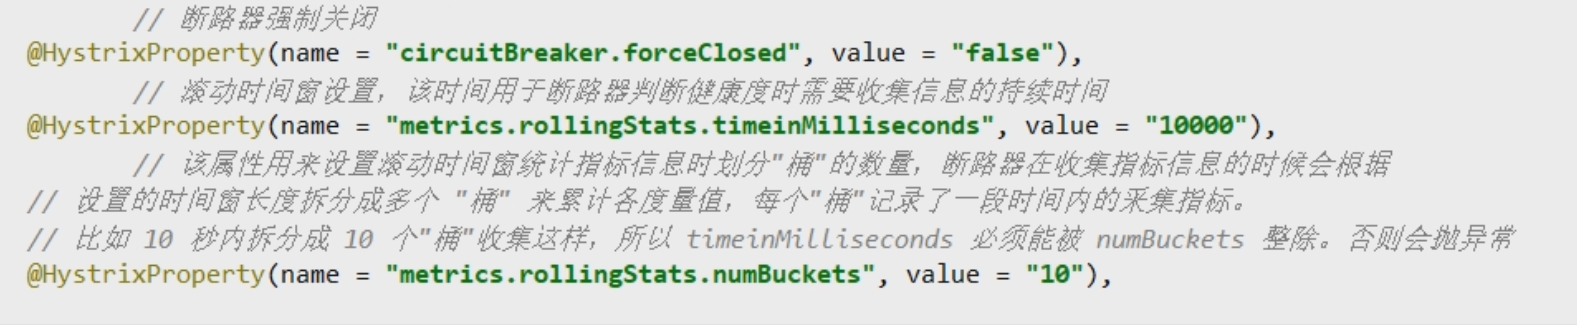 // 断路器强制关闭
@HystrixProperty(name = "circuitBreaker.forceClosed", value = "false"),
// 滚动时间窗设置，该时间用于断路器判断健康度时需要收集信息的持续时间
@HystrixProperty(name = "metrics.rollingStats.timeinMilliseconds", value = "10000"),
// 该属性用来设置滚动时间窗统计指标信息时划分"桶"的数量，断路器在收集指标信息的时候会根据
// 设置的时间窗长度拆分成多个 "桶" 来累计各度量值，每个"桶"记录了一段时间内的采集指标。
// 比如 10 秒内拆分成 10 个"桶"收集这样，所以 timeinMilliseconds 必须能被 numBuckets 整除。否则会抛异常
@HystrixProperty(name = "metrics.rollingStats.numBuckets", value = "10"),